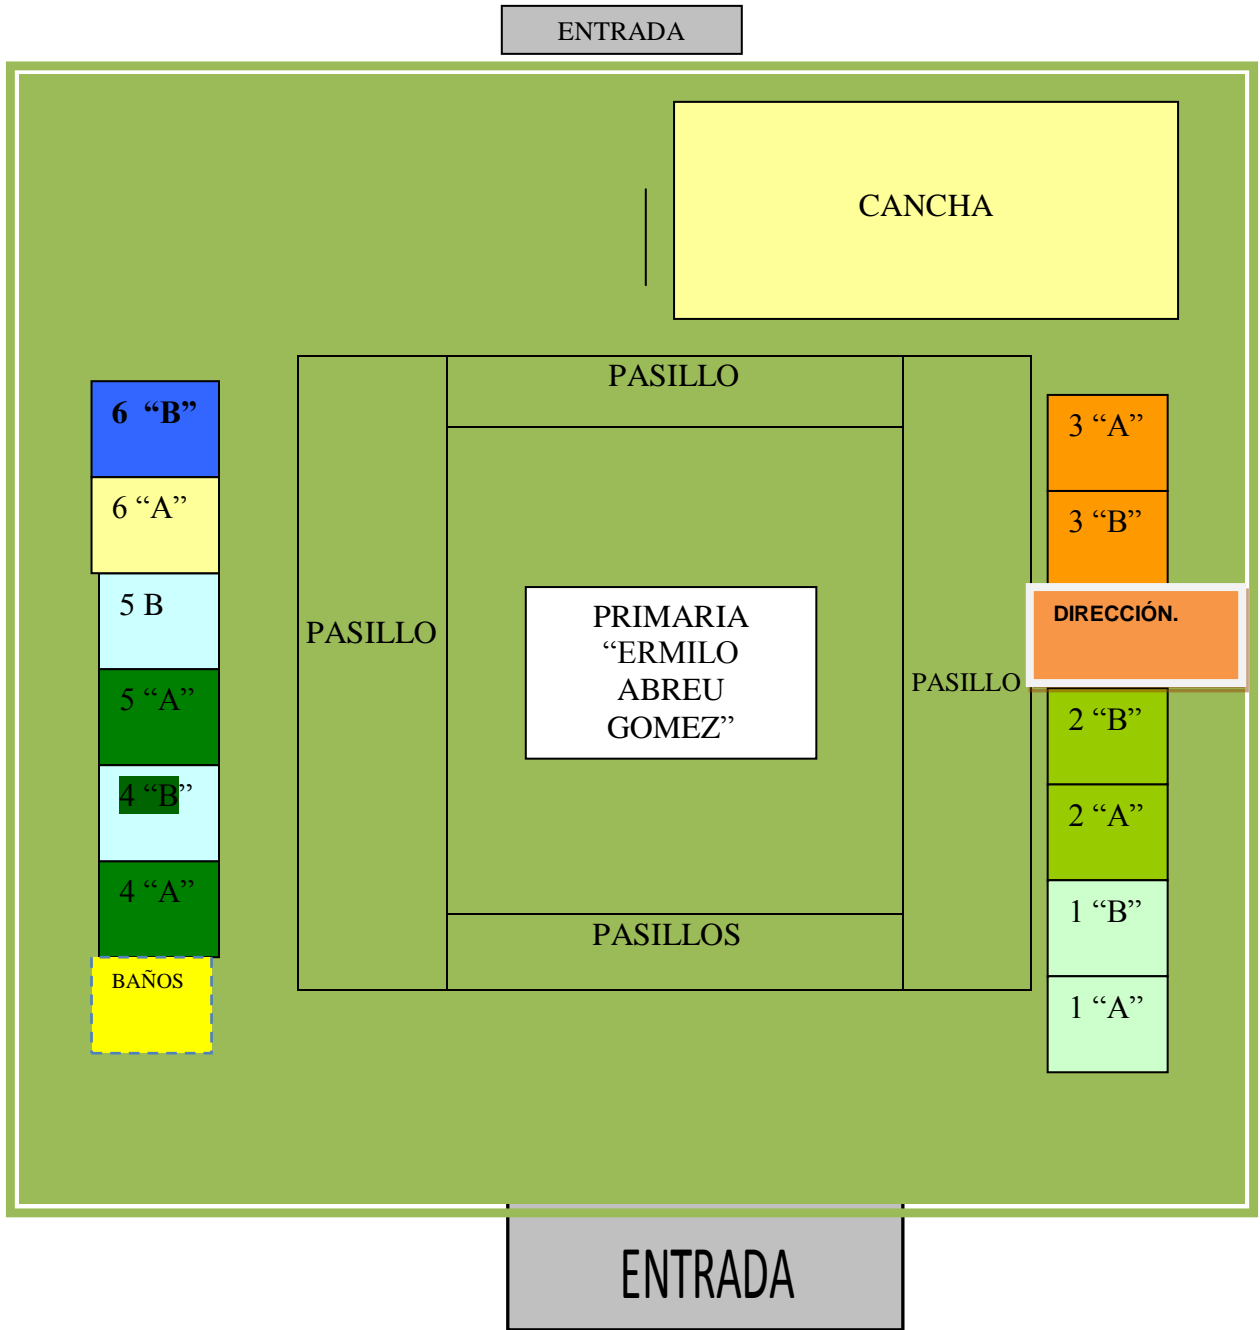 ENTRADA
CANCHA
PASILLO
6 “B”
6 “A”
5 B
5 “A”
4 “B”
4 “A”
BAÑOS
PASILLO
PRIMARIA
“ERMILO
ABREU
GOMEZ”
PASILLO
3 “A”
3 “B”
DIRECCIÓN.
2 “B”
2 “A”
1 “B”
1 “A”
PASILLOS
ENTRADA